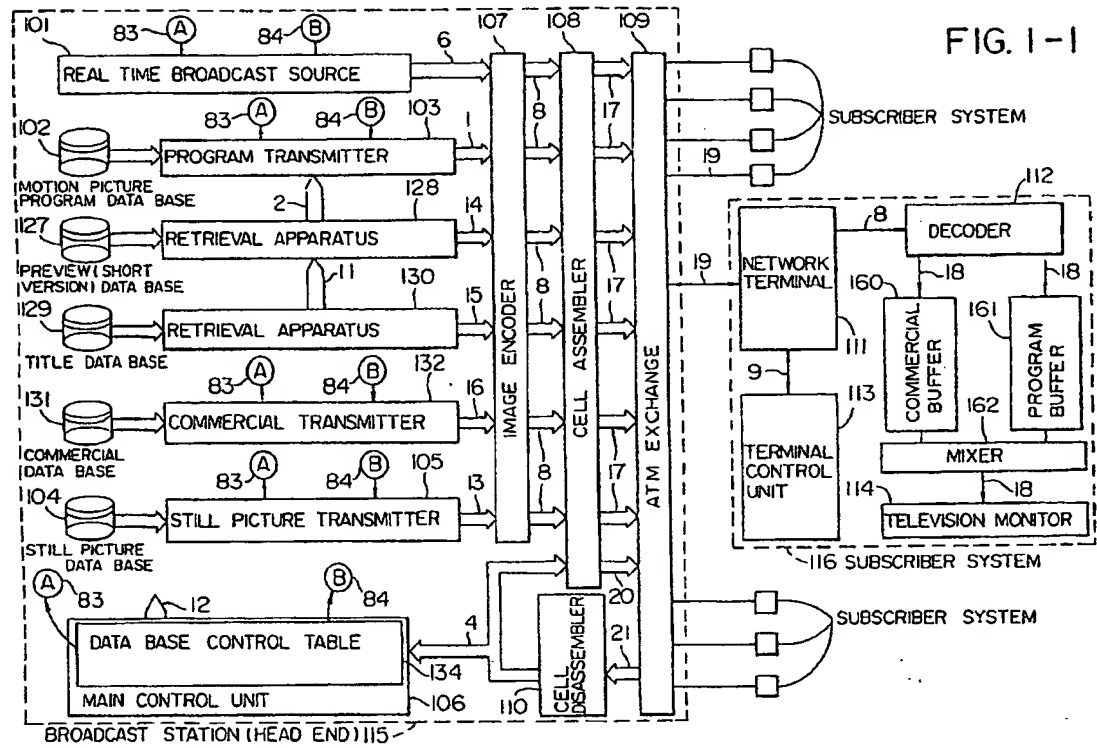 FIG. 1-1
101
83
A
84
B
6
107
108
109
REAL TIME BROADCAST SOURCE
8
17
SUBSCRIBER SYSTEM
102
83
A
84
B
103
1
PROGRAM TRANSMITTER
8
17
19
MOTION PICTURE
PROGRAM DATA BASE
2
128
14
127
RETRIEVAL APPARATUS
8
17
PREVIEW (SHORT
VERSION) DATA BASE
11
130
15
129
RETRIEVAL APPARATUS
8
17
TITLE DATA BASE
83
A
84
B
132
16
131
COMMERCIAL TRANSMITTER
8
17
COMMERCIAL
DATA BASE
83
A
84
B
105
13
104
STILL PICTURE TRANSMITTER
8
17
STILL PICTURE
DATA BASE
IMAGE ENCODER
CELL ASSEMBLER
ATM EXCHANGE
19
NETWORK
TERMINAL
111
8
112
DECODER
18
18
160
COMMERCIAL
BUFFER
161
PROGRAM
BUFFER
9
113
TERMINAL
CONTROL
UNIT
162
MIXER
18
114
TELEVISION MONITOR
116 SUBSCRIBER SYSTEM
A
83
12
B
84
DATA BASE CONTROL TABLE
134
MAIN CONTROL UNIT
106
4
20
21
110
CELL
DISASSEMBLER
SUBSCRIBER SYSTEM
BROADCAST STATION (HEAD END) 115